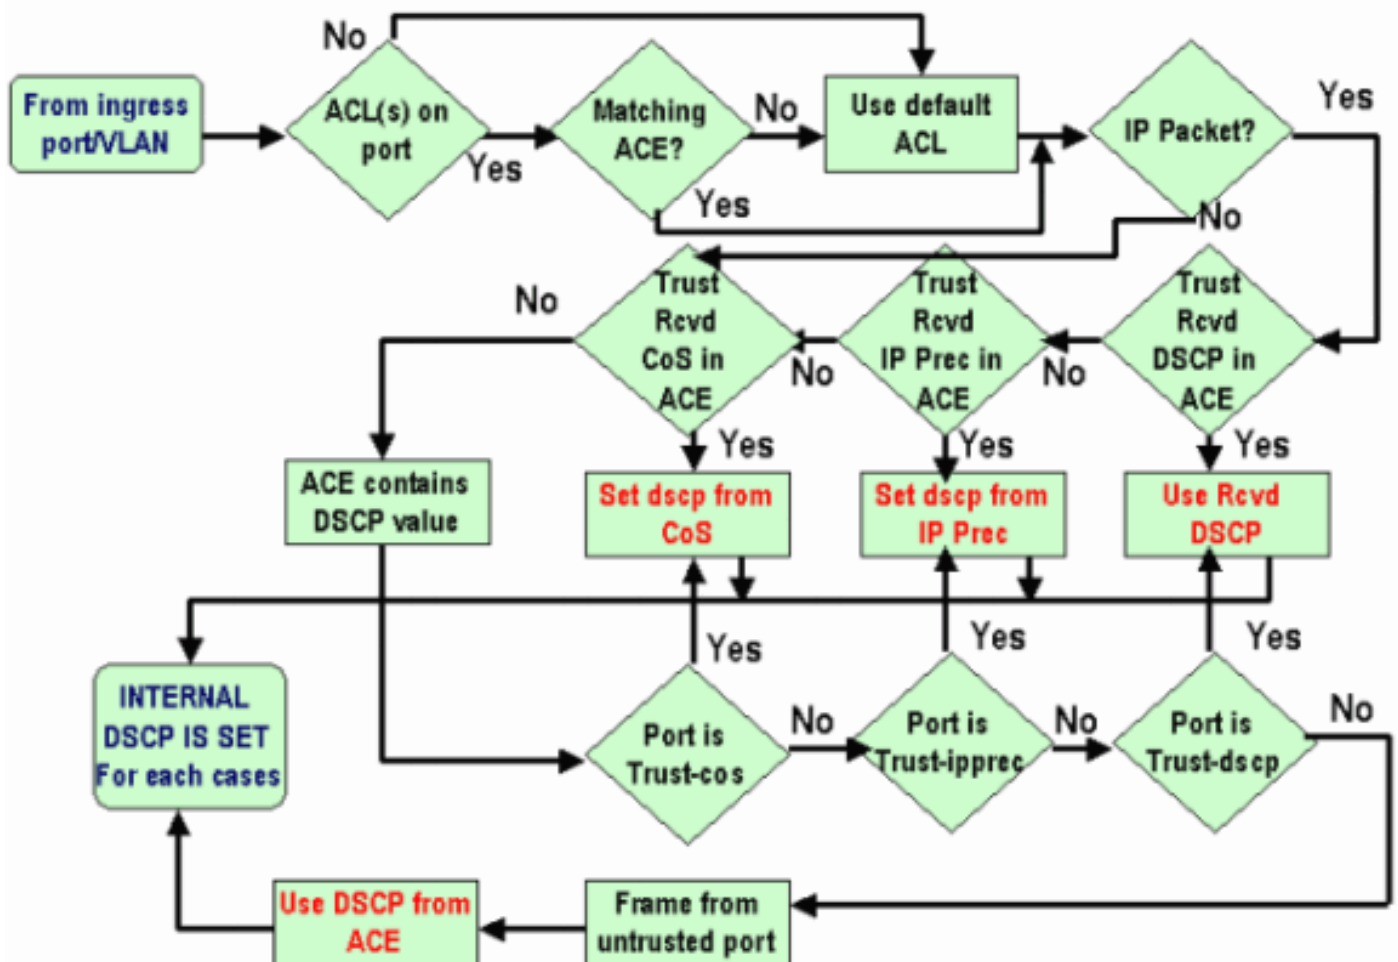 No
From ingress
port/VLAN
ACL(s) on
port
Yes
Matching
ACE?
No
Yes
Use default
ACL
IP Packet?
Yes
No
Trust
Rcvd
CoS in
ACE
No
Yes
Trust
Rcvd
IP Prec in
ACE
No
Yes
Trust
Rcvd
DSCP in
ACE
No
Yes
ACE contains
DSCP value
Set dscp from
CoS
Set dscp from
IP Prec
Use Rcvd
DSCP
INTERNAL
DSCP IS SET
For each cases
Yes
Port is
Trust-cos
No
Yes
Port is
Trust-ipprec
No
Yes
Port is
Trust-dscp
No
Use DSCP from
ACE
Frame from
untrusted port